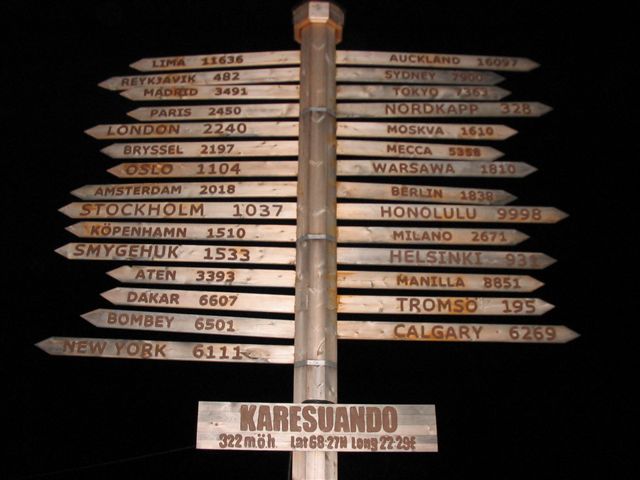 LIMA 11636
REYKJAVIK 482
MADRID 3491
PARIS 2450
LONDON 2240
BRYSSEL 2197
OSLO 1104
AMSTERDAM 2018
STOCKHOLM 1037
KÖPENHAMN 1510
SMYGEHUK 1533
ATEN 3393
DAKAR 6607
BOMBEY 6501
NEW YORK 6111
AUCKLAND 16097
SYDNEY 7900
TOKYO 7363
NORDKAPP 328
MOSKVA 1610
MECCA 5358
WARSAWA 1810
BERLIN 1838
HONOLULU 9998
MILANO 2671
HELSINKI 931
MANILLA 8851
TROMSO 195
CALGARY 6269
KARESUANDO
322 m.ö.h. Lat 68-27N Long 22-29E